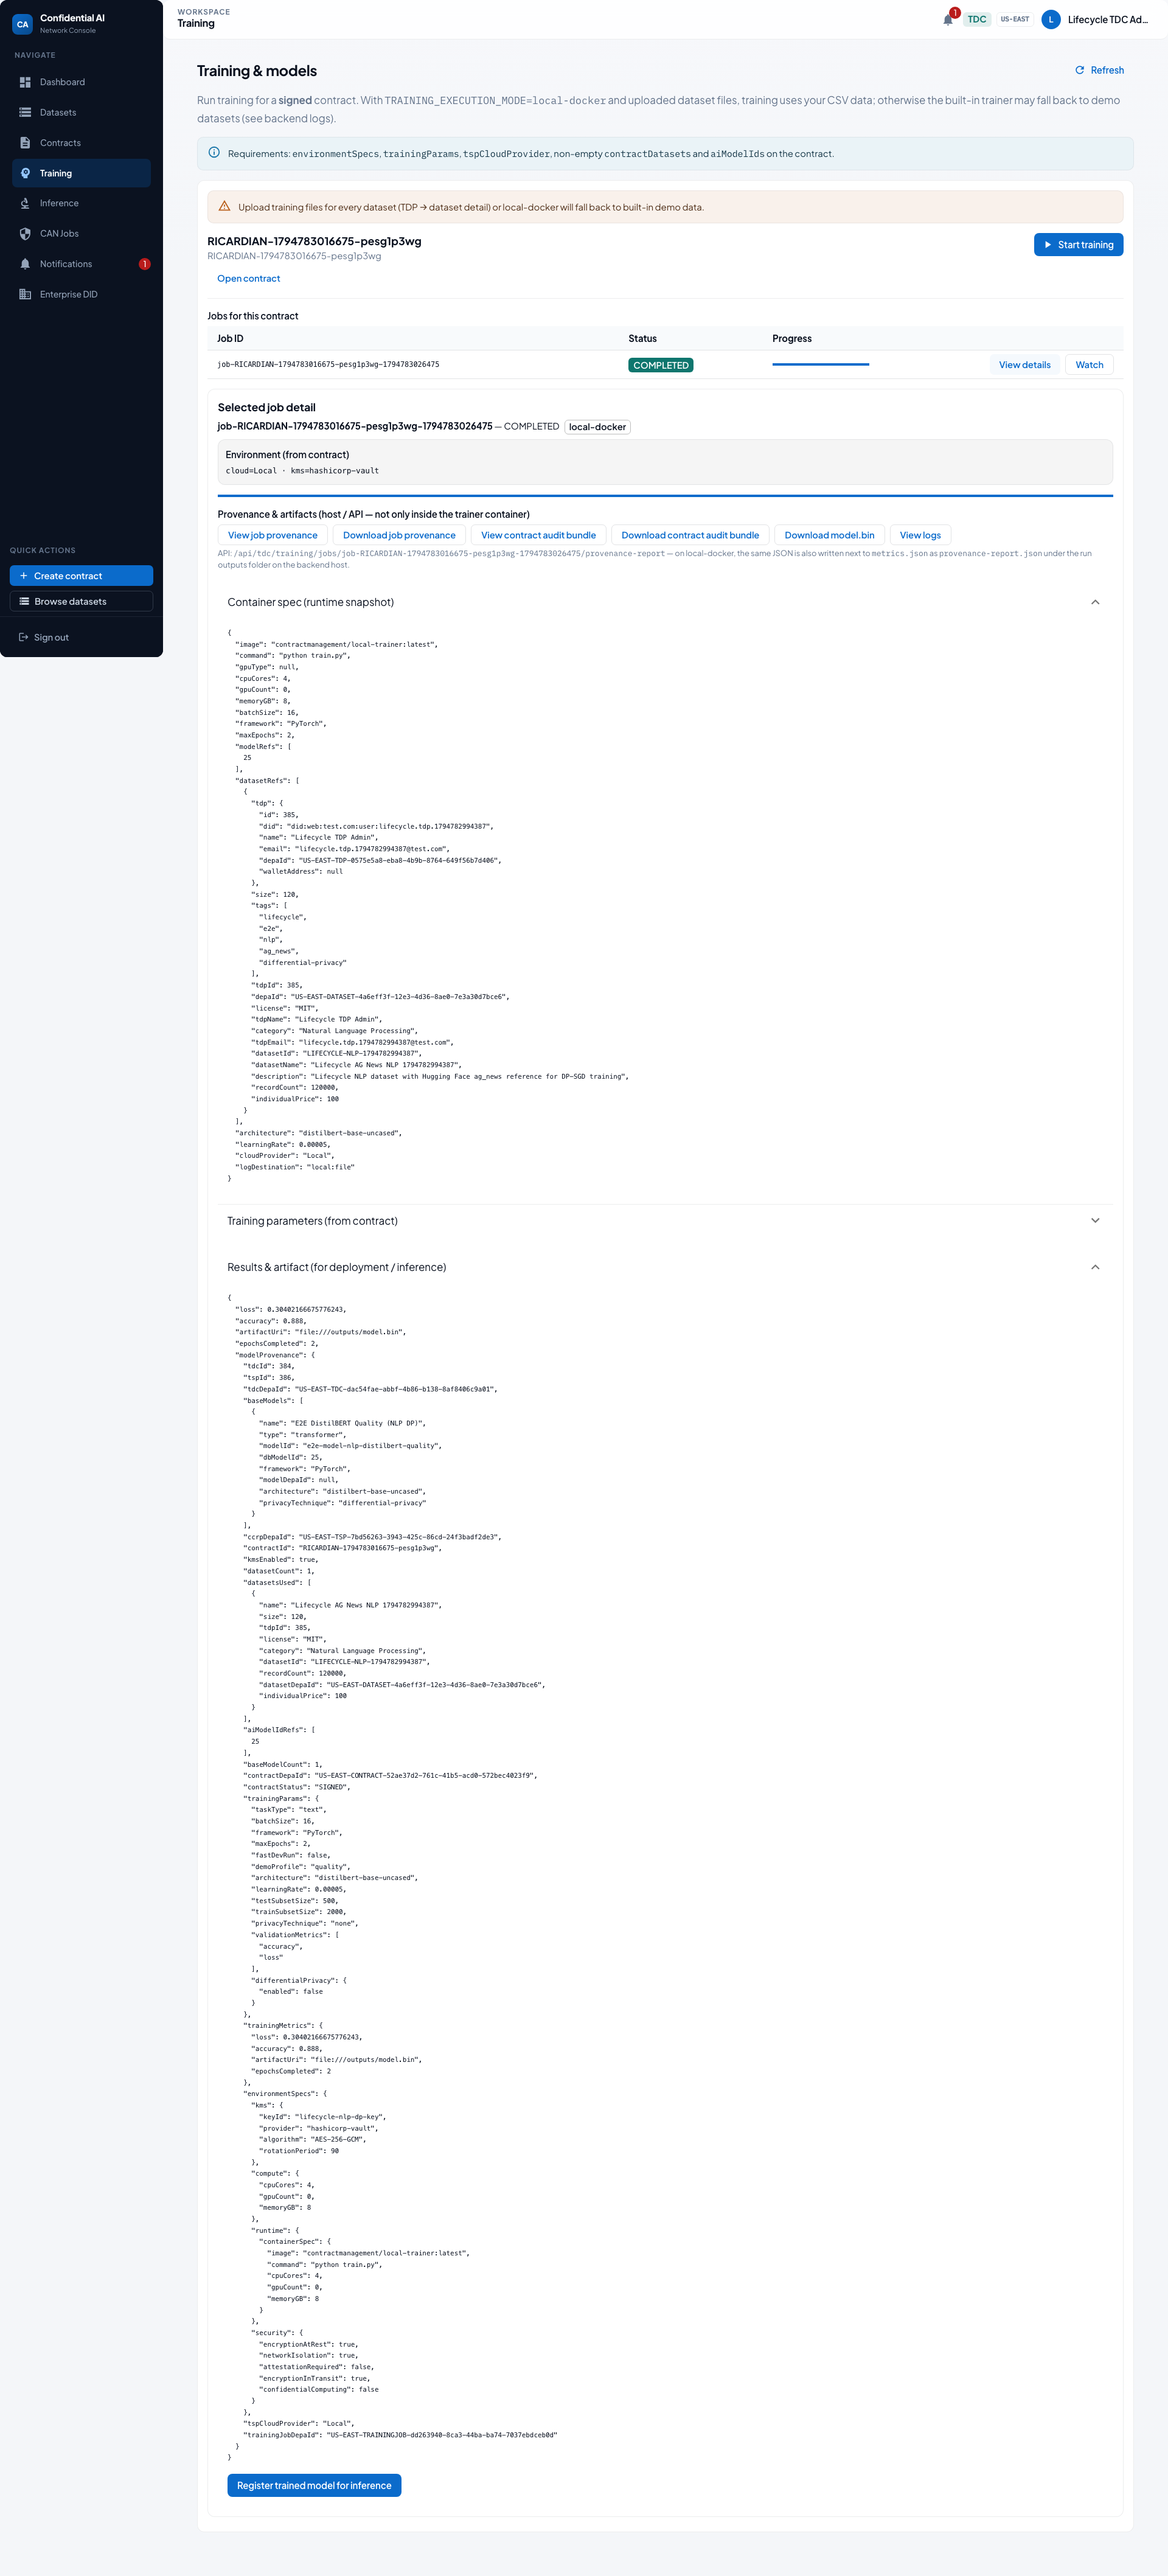 CA
Confidential AI
Network Console
NAVIGATE
Dashboard
Datasets
Contracts
Training
Inference
CAN Jobs
Notifications
1
Enterprise DID
QUICK ACTIONS
Create contract
Browse datasets
Sign out
WORKSPACE
Training
1
TDC
US-EAST
L
Lifecycle TDC Ad...
Training & models
Refresh
Run training for a signed contract. With TRAINING_EXECUTION_MODE=local-docker and uploaded dataset files, training uses your CSV data; otherwise the built-in trainer may fall back to demo
datasets (see backend logs).
Requirements: environmentSpecs, trainingParams, tspCloudProvider, non-empty contractDatasets and aiModelIds on the contract.
Upload training files for every dataset (TDP → dataset detail) or local-docker will fall back to built-in demo data.
RICARDIAN-1794783016675-pesg1p3wg
RICARDIAN-1794783016675-pesg1p3wg
Start training
Open contract
Jobs for this contract
Job ID Status Progress
job-RICARDIAN-1794783016675-pesg1p3wg-1794783026475 COMPLETED View details Watch
Selected job detail
job-RICARDIAN-1794783016675-pesg1p3wg-1794783026475 — COMPLETED local-docker
Environment (from contract)
cloud=Local · kms=hashicorp-vault
Provenance & artifacts (host / API — not only inside the trainer container)
View job provenance Download job provenance View contract audit bundle Download contract audit bundle Download model.bin View logs
API: /api/tdc/training/jobs/job-RICARDIAN-1794783016675-pesg1p3wg-1794783026475/provenance-report — on local-docker, the same JSON is also written next to metrics.json as provenance-report.json under the run
outputs folder on the backend host.
Container spec (runtime snapshot)
{
"image": "contractmanagement/local-trainer:latest",
"command": "python train.py",
"gpuType": null,
"cpuCores": 4,
"gpuCount": 0,
"memoryGB": 8,
"batchSize": 16,
"framework": "PyTorch",
"maxEpochs": 2,
"modelRefs": [
25
],
"datasetRefs": [
{
"tdp": {
"id": 385,
"did": "did:web:test.com:user:lifecycle.tdp.1794782994387",
"name": "Lifecycle TDP Admin",
"email": "lifecycle.tdp.1794782994387@test.com",
"depaId": "US-EAST-TDP-0575e5a8-eba8-4b9b-8764-649f56b7d406",
"walletAddress": null
},
"size": 120,
"tags": [
"lifecycle",
"e2e",
"nlp",
"ag_news",
"differential-privacy"
],
"tdpId": 385,
"depaId": "US-EAST-DATASET-4a6eff3f-12e3-4d36-8ae0-7e3a30d7bce6",
"license": "MIT",
"tdpName": "Lifecycle TDP Admin",
"category": "Natural Language Processing",
"tdpEmail": "lifecycle.tdp.1794782994387@test.com",
"datasetId": "LIFECYCLE-NLP-1794782994387",
"datasetName": "Lifecycle AG News NLP 1794782994387",
"description": "Lifecycle NLP dataset with Hugging Face ag_news reference for DP-SGD training",
"recordCount": 120000,
"individualPrice": 100
}
],
"architecture": "distilbert-base-uncased",
"learningRate": 0.00005,
"cloudProvider": "Local",
"logDestination": "local:file"
}
Training parameters (from contract)
Results & artifact (for deployment / inference)
{
"loss": 0.30402166675776243,
"accuracy": 0.888,
"artifactUri": "file:///outputs/model.bin",
"epochsCompleted": 2,
"modelProvenance": {
"tdcId": 384,
"tspId": 386,
"tdcDepaId": "US-EAST-TDC-dac54fae-abbf-4b86-b138-8af8406c9a01",
"baseModels": [
{
"name": "E2E DistilBERT Quality (NLP DP)",
"type": "transformer",
"modelId": "e2e-model-nlp-distilbert-quality",
"dbModelId": 25,
"framework": "PyTorch",
"modelDepaId": null,
"architecture": "distilbert-base-uncased",
"privacyTechnique": "differential-privacy"
}
],
"ccrpDepaId": "US-EAST-TSP-7bd56263-3943-425c-86cd-24f3badf2de3",
"contractId": "RICARDIAN-1794783016675-pesg1p3wg",
"kmsEnabled": true,
"datasetCount": 1,
"datasetsUsed": [
{
"name": "Lifecycle AG News NLP 1794782994387",
"size": 120,
"tdpId": 385,
"license": "MIT",
"category": "Natural Language Processing",
"datasetId": "LIFECYCLE-NLP-1794782994387",
"recordCount": 120000,
"datasetDepaId": "US-EAST-DATASET-4a6eff3f-12e3-4d36-8ae0-7e3a30d7bce6",
"individualPrice": 100
}
],
"aiModelIdRefs": [
25
],
"baseModelCount": 1,
"contractDepaId": "US-EAST-CONTRACT-52ae37d2-761c-41b5-acd0-572bec4023f9",
"contractStatus": "SIGNED",
"trainingParams": {
"taskType": "text",
"batchSize": 16,
"framework": "PyTorch",
"maxEpochs": 2,
"fastDevRun": false,
"demoProfile": "quality",
"architecture": "distilbert-base-uncased",
"learningRate": 0.00005,
"testSubsetSize": 500,
"trainSubsetSize": 2000,
"privacyTechnique": "none",
"validationMetrics": [
"accuracy",
"loss"
],
"differentialPrivacy": {
"enabled": false
}
},
"trainingMetrics": {
"loss": 0.30402166675776243,
"accuracy": 0.888,
"artifactUri": "file:///outputs/model.bin",
"epochsCompleted": 2
},
"environmentSpecs": {
"kms": {
"keyId": "lifecycle-nlp-dp-key",
"provider": "hashicorp-vault",
"algorithm": "AES-256-GCM",
"rotationPeriod": 90
},
"compute": {
"cpuCores": 4,
"gpuCount": 0,
"memoryGB": 8
},
"runtime": {
"containerSpec": {
"image": "contractmanagement/local-trainer:latest",
"command": "python train.py",
"cpuCores": 4,
"gpuCount": 0,
"memoryGB": 8
}
},
"security": {
"encryptionAtRest": true,
"networkIsolation": true,
"attestationRequired": false,
"encryptionInTransit": true,
"confidentialComputing": false
}
},
"tspCloudProvider": "Local",
"trainingJobDepaId": "US-EAST-TRAININGJOB-dd263940-8ca3-44ba-ba74-7037ebdceb0d"
}
}
Register trained model for inference